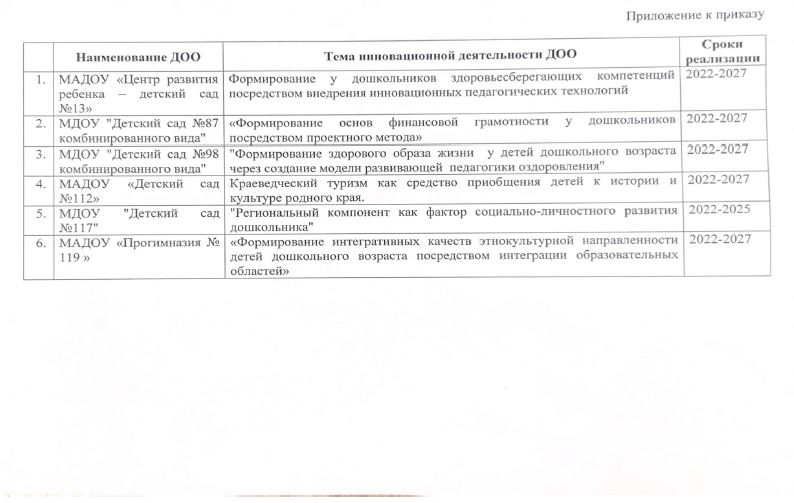 Приложение к приказу
Наименование ДОО Тема инновационной деятельности ДОО Сроки реализации
1. МАДОУ «Центр развития Формирование у дошкольников здоровьесберегающих компетенций 2022-2027
ребенка – детский сад посредством внедрения инновационных педагогических технологий
№13»
2. МДОУ "Детский сад №87 «Формирование основ финансовой грамотности у дошкольников 2022-2027
комбинированного вида" посредством проектного метода»
3. МДОУ "Детский сад №98 "Формирование здорового образа жизни у детей дошкольного возраста 2022-2027
комбинированного вида" через создание модели развивающей педагогики оздоровления"
4. МАДОУ «Детский сад Краеведческий туризм как средство приобщения детей к истории и 2022-2027
№112» культуре родного края.
5. МДОУ "Детский сад "Региональный компонент как фактор социально-личностного развития 2022-2025
№117" дошкольника"
6. МАДОУ «Прогимназия № «Формирование интегративных качеств этнокультурной направленности 2022-2027
119 » детей дошкольного возраста посредством интеграции образовательных
областей»